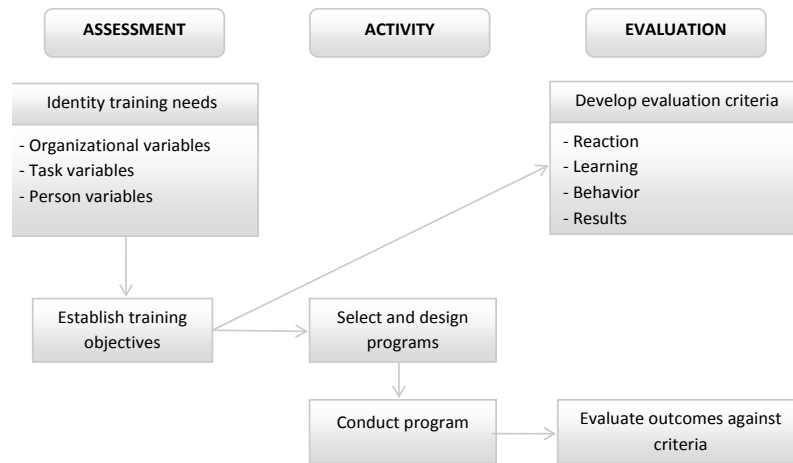 ASSESSMENT
ACTIVITY
EVALUATION
Identity training needs
- Organizational variables
- Task variables
- Person variables
Develop evaluation criteria
- Reaction
- Learning
- Behavior
- Results
Establish training
objectives
Select and design
programs
Conduct program
Evaluate outcomes against
criteria